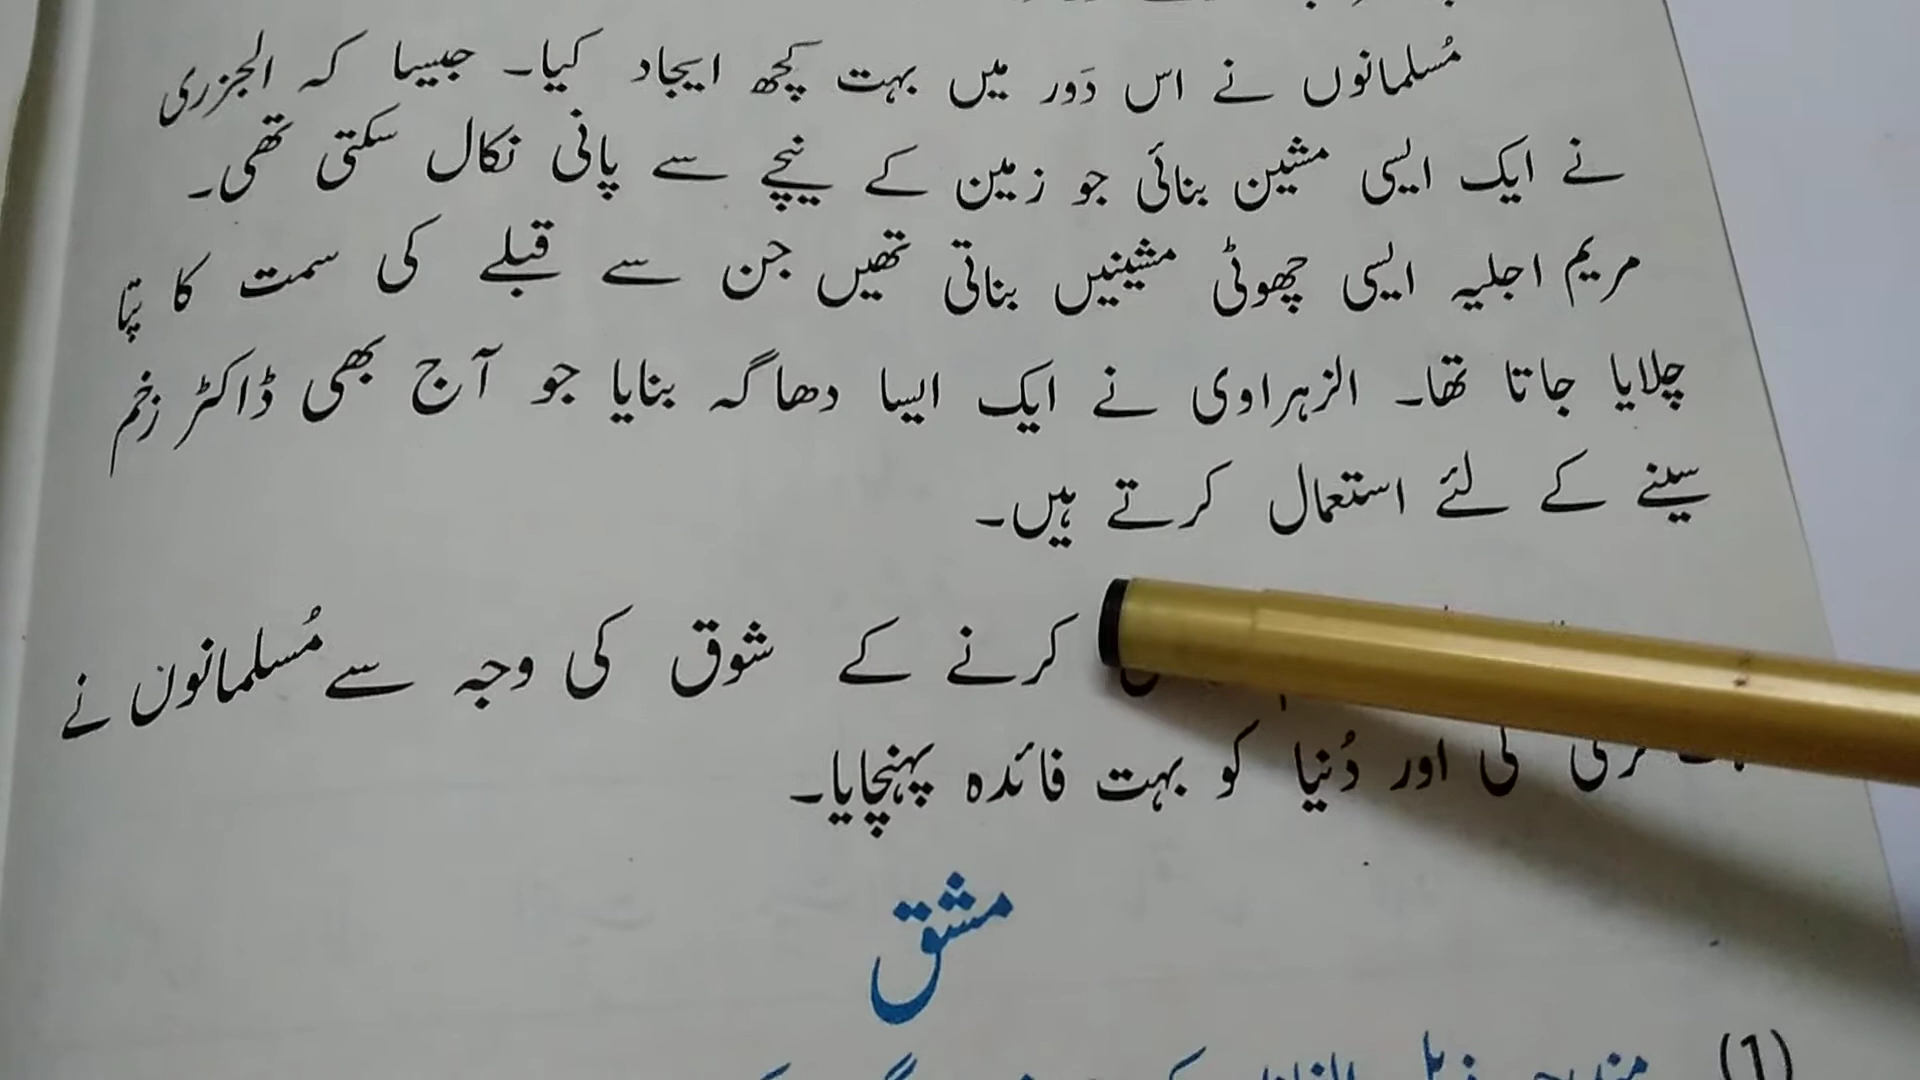 مُسلمانوں نے اس دَور میں بہت کچھ ایجاد کیا۔ جیسا کہ الجزری
نے ایک ایسی مشین بنائی جو زمین کے نیچے سے پانی نکال سکتی تھی۔
مریم اجلیہ ایسی چھوٹی مشینیں بناتی تھیں جن سے قبلے کی سمت کا پتا
چلایا جاتا تھا۔ الزہراوی نے ایک ایسا دھاگہ بنایا جو آج بھی ڈاکٹر زخم
سینے کے لئے استعمال کرتے ہیں۔
کرنے کے شوق کی وجہ سے مُسلمانوں نے
کی اور دُنیا کو بہت فائدہ پہنچایا۔
مشق
(1)